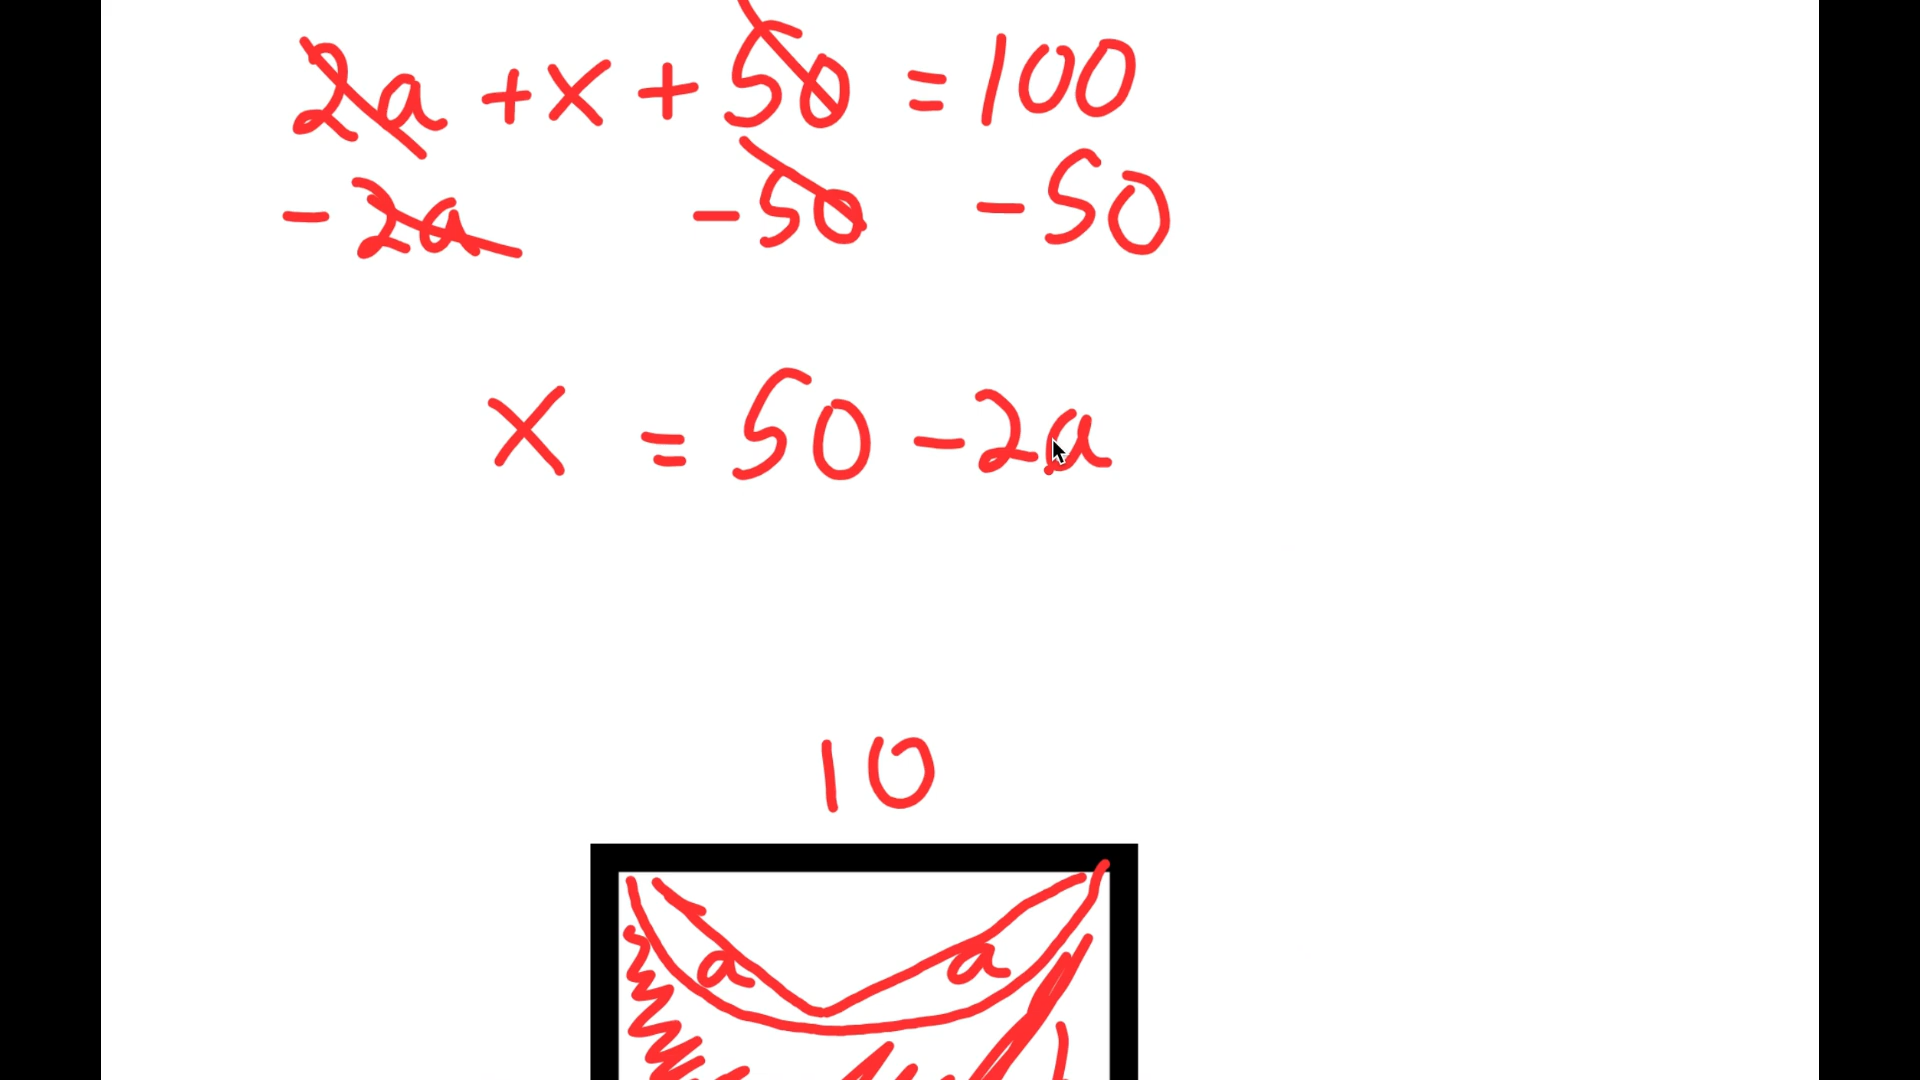 2a + x + 50 = 100
- 2a - 50 - 50
x = 50 - 2a
10
a a